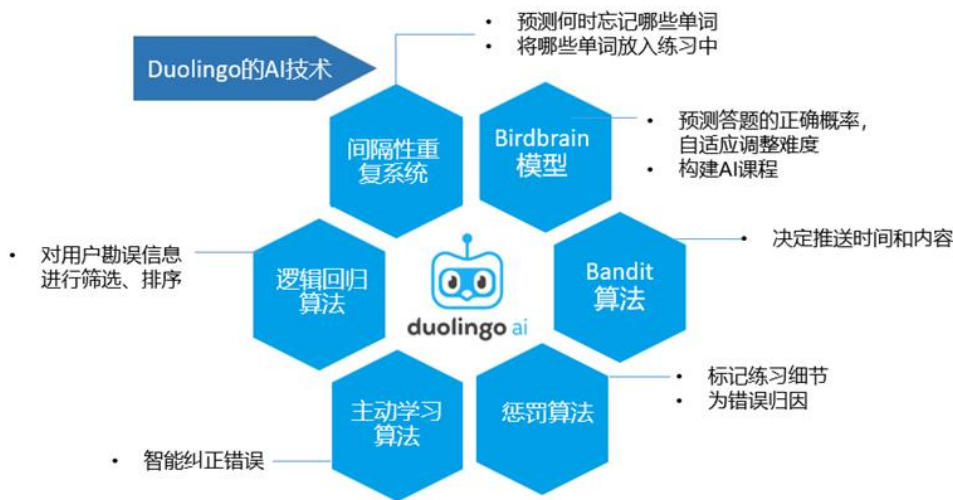 Duolingo的AI技术
预测何时忘记哪些单词
将哪些单词放入练习中
间隔性重
复系统
Birdbrain
模型
预测答题的正确概率，
自适应调整难度
构建AI课程
对用户勘误信息
进行筛选、排序
逻辑回归
算法
duolingo ai
Bandit
算法
决定推送时间和内容
主动学习
算法
惩罚算法
标记练习细节
为错误归因
智能纠正错误